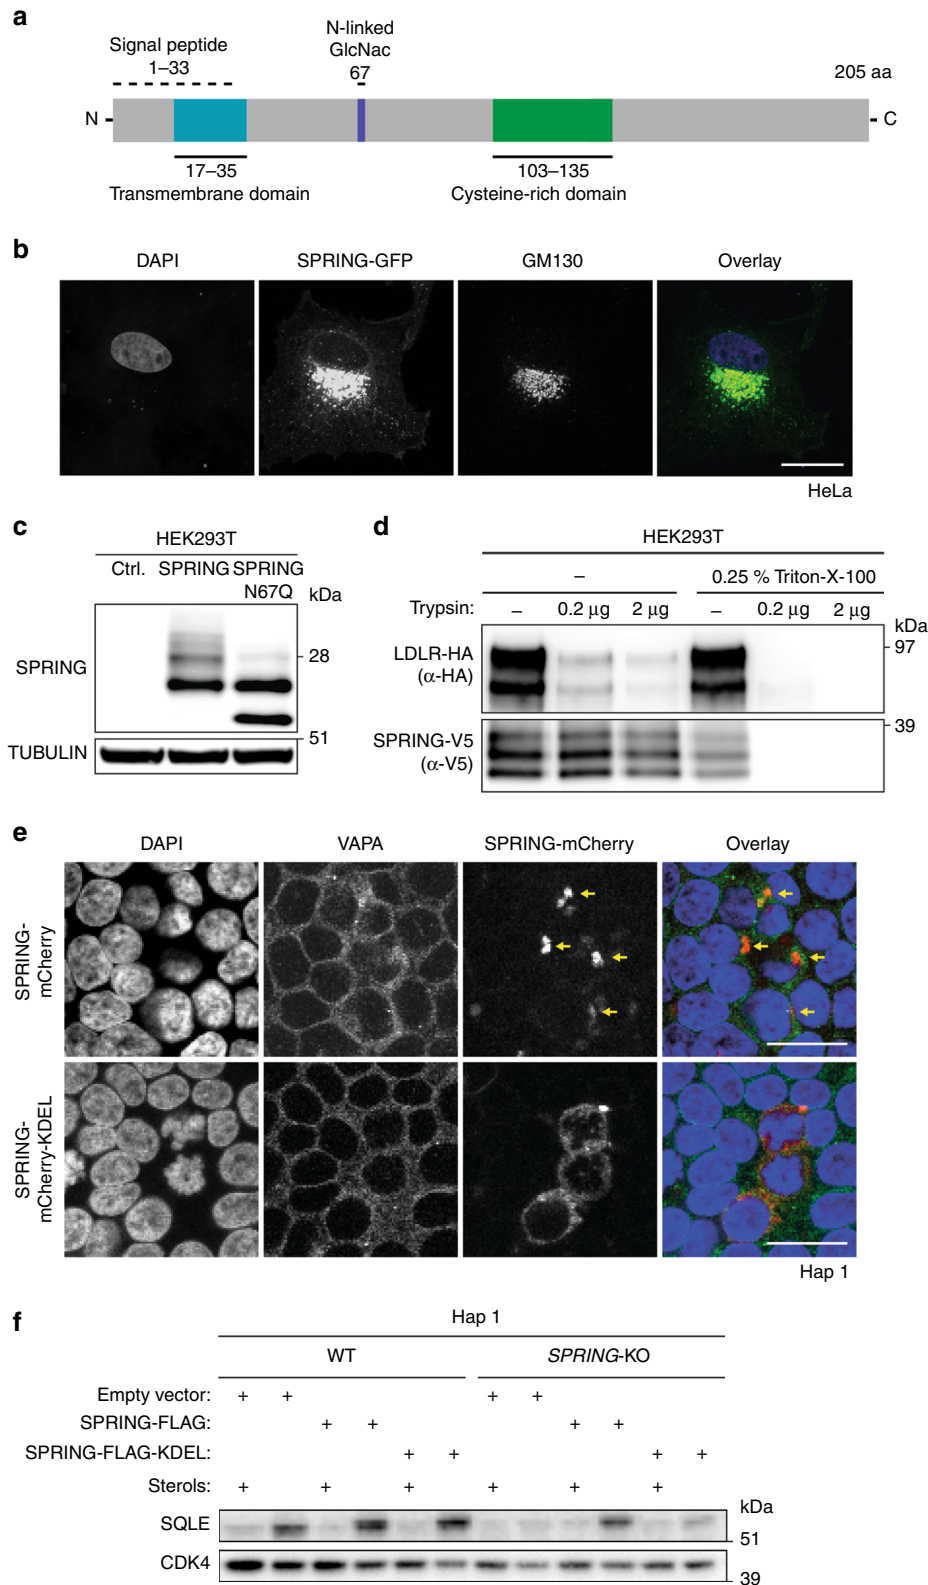 a
Signal peptide
1–33
N-linked
GlcNac
67
205 aa
N
C
17–35
Transmembrane domain
103–135
Cysteine-rich domain
b
DAPI SPRING-GFP GM130 Overlay
HeLa
c
HEK293T
Ctrl. SPRING SPRING
N67Q
kDa
SPRING
28
51
TUBULIN
d
HEK293T
– 0.25 % Triton-X-100
Trypsin: – 0.2 µg 2 µg – 0.2 µg 2 µg
kDa
LDLR-HA
(α-HA)
97
39
SPRING-V5
(α-V5)
e
DAPI VAPA SPRING-mCherry Overlay
SPRING-
mCherry
SPRING-
mCherry-KDEL
Hap 1
f
Hap 1
WT SPRING-KO
Empty vector: + + + +
SPRING-FLAG: + + + +
SPRING-FLAG-KDEL: + + + +
Sterols: + + + + + +
kDa
SQLE
51
CDK4
39